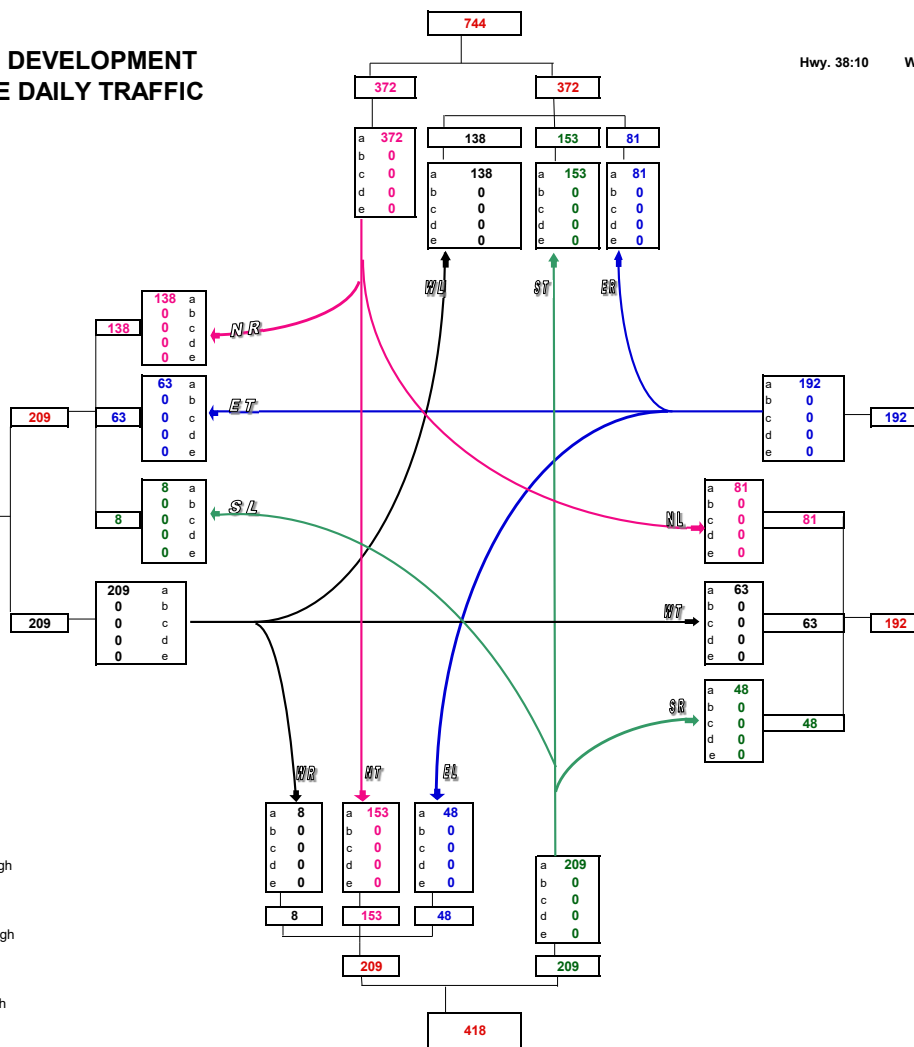 744
DEVELOPMENT
E DAILY TRAFFIC
Hwy. 38:10 W
372 372
138 153 81
a 372
b 0
c 0
d 0
e 0
a 138
b 0
c 0
d 0
e 0
a 153
b 0
c 0
d 0
e 0
a 81
b 0
c 0
d 0
e 0
WL ST ER
138
138 a
0 b
0 c
0 d
0 e
NR
209
63
63 a
0 b
0 c
0 d
0 e
ET
a 192
b 0
c 0
d 0
e 0
192
8
8 a
0 b
0 c
0 d
0 e
SL
NL
a 81
b 0
c 0
d 0
e 0
81
209
209 a
0 b
0 c
0 d
0 e
WT
a 63
b 0
c 0
d 0
e 0
63
192
SR
a 48
b 0
c 0
d 0
e 0
48
WR NT EL
a 8
b 0
c 0
d 0
e 0
a 153
b 0
c 0
d 0
e 0
a 48
b 0
c 0
d 0
e 0
a 209
b 0
c 0
d 0
e 0
gh
8 153 48
gh
209 209
h
418